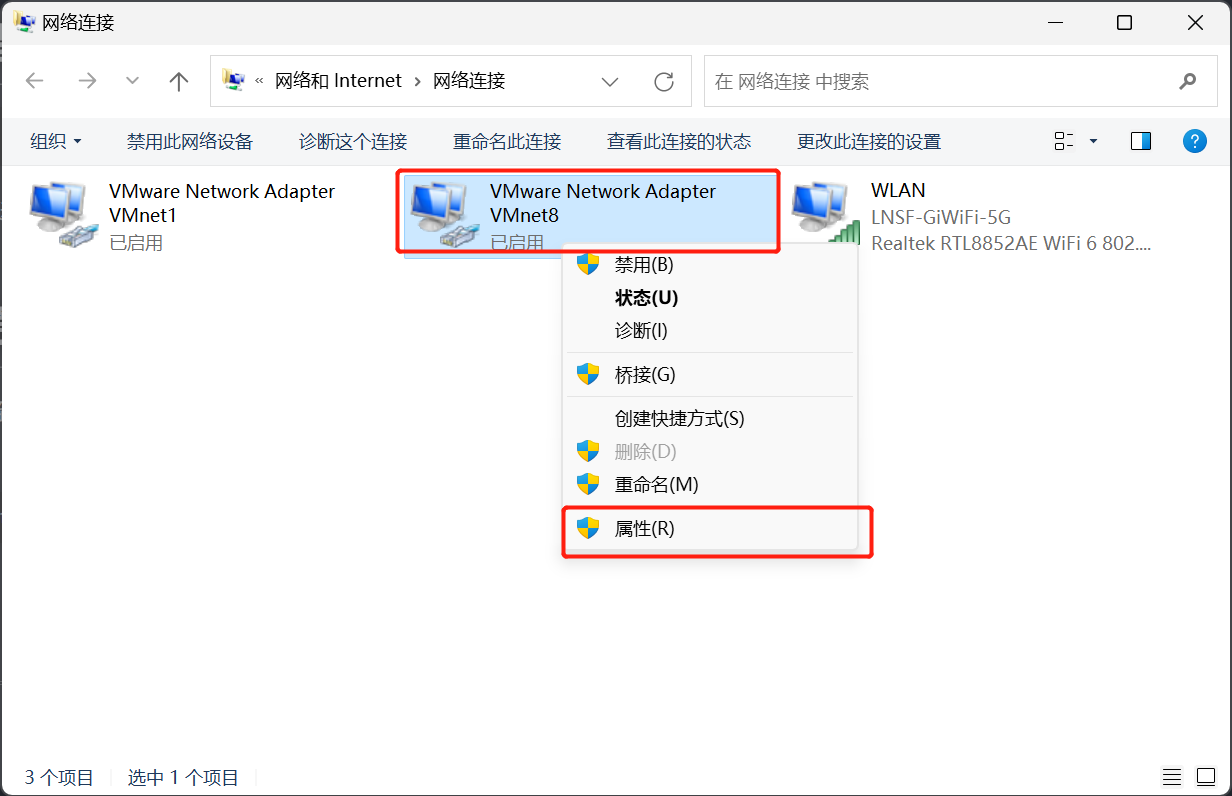 网络连接
« 网络和 Internet › 网络连接
在 网络连接 中搜索
组织 禁用此网络设备 诊断这个连接 重命名此连接 查看此连接的状态 更改此连接的设置
VMware Network Adapter
VMnet1
已启用
VMware Network Adapter
VMnet8
已启用
WLAN
LNSF-GiWiFi-5G
Realtek RTL8852AE WiFi 6 802....
禁用(B)
状态(U)
诊断(I)
桥接(G)
创建快捷方式(S)
删除(D)
重命名(M)
属性(R)
3 个项目 选中 1 个项目